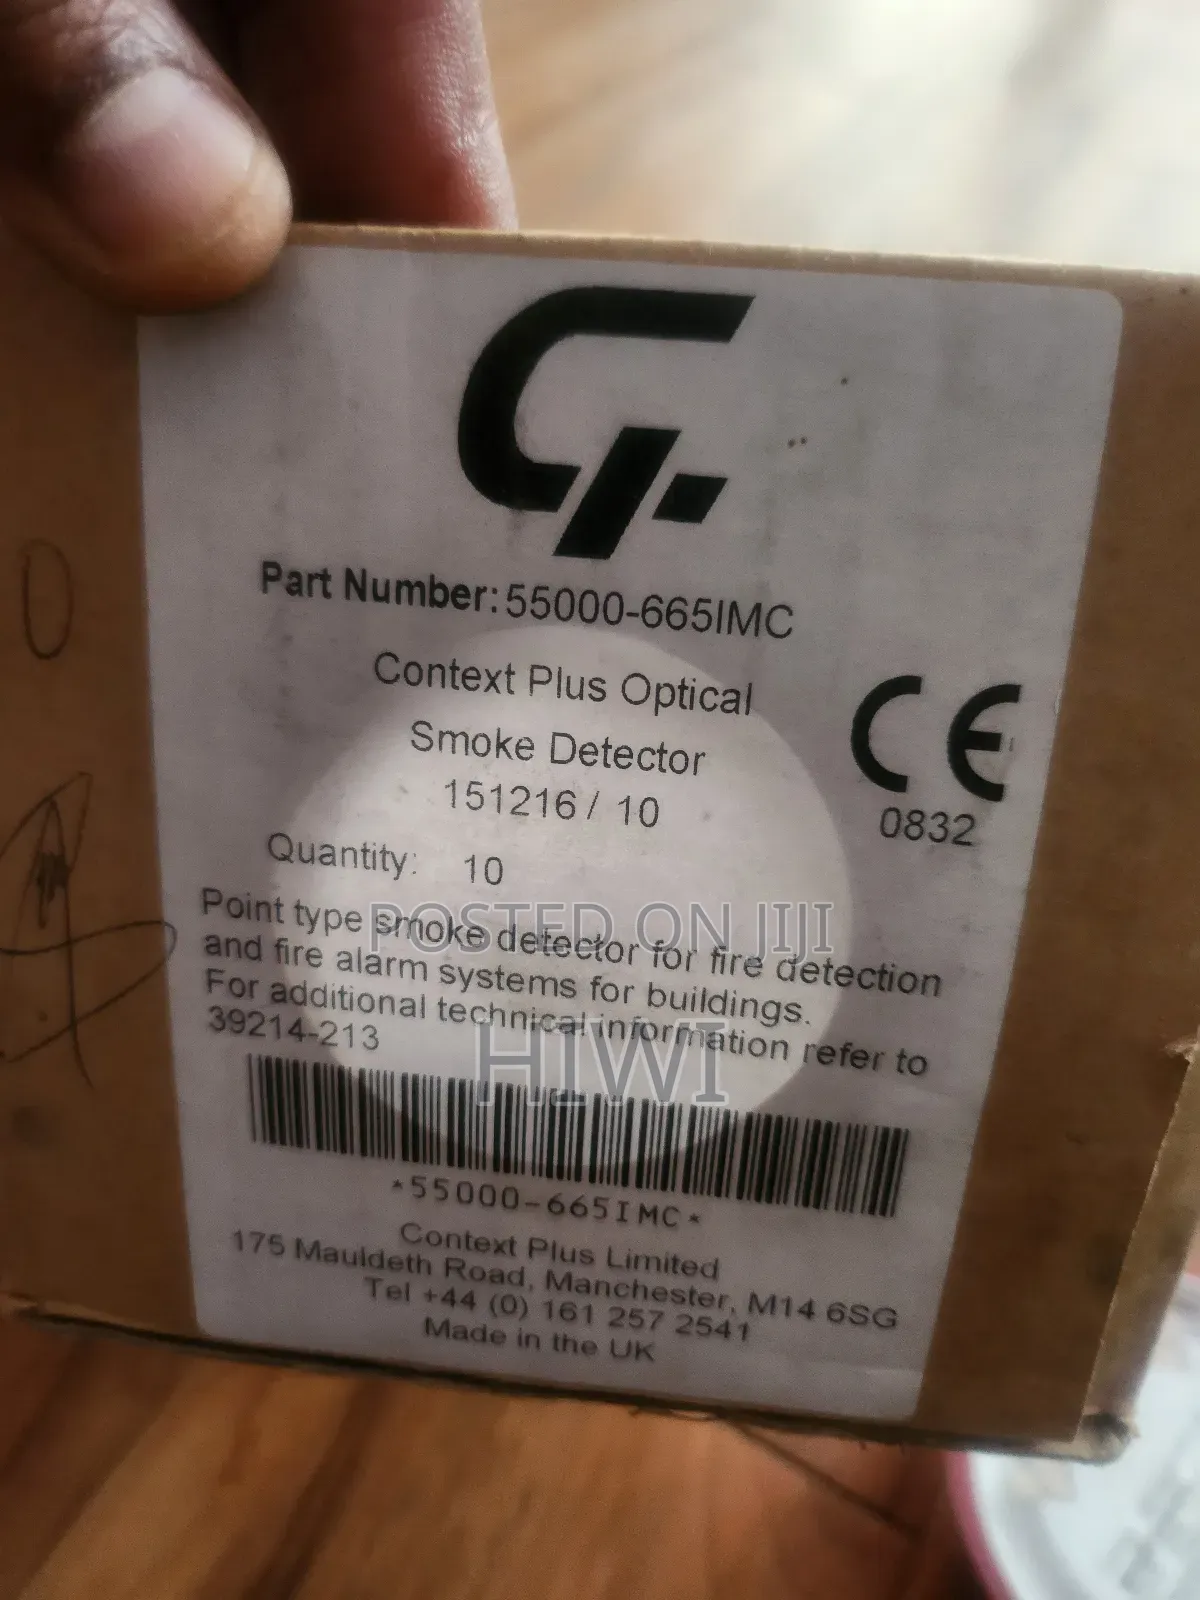 Part Number: 55000-665IMC
Context Plus Optical
Smoke Detector
151216 / 10
Quantity: 10
CE
0832
Point type smoke detector for fire detection
and fire alarm systems for buildings.
For additional technical information refer to
39214-213
POSTED ON JIJI
HIWI
*55000-665IMC*
Context Plus Limited
175 Mauldeth Road, Manchester, M14 6SG
Tel +44 (0) 161 257 2541
Made in the UK